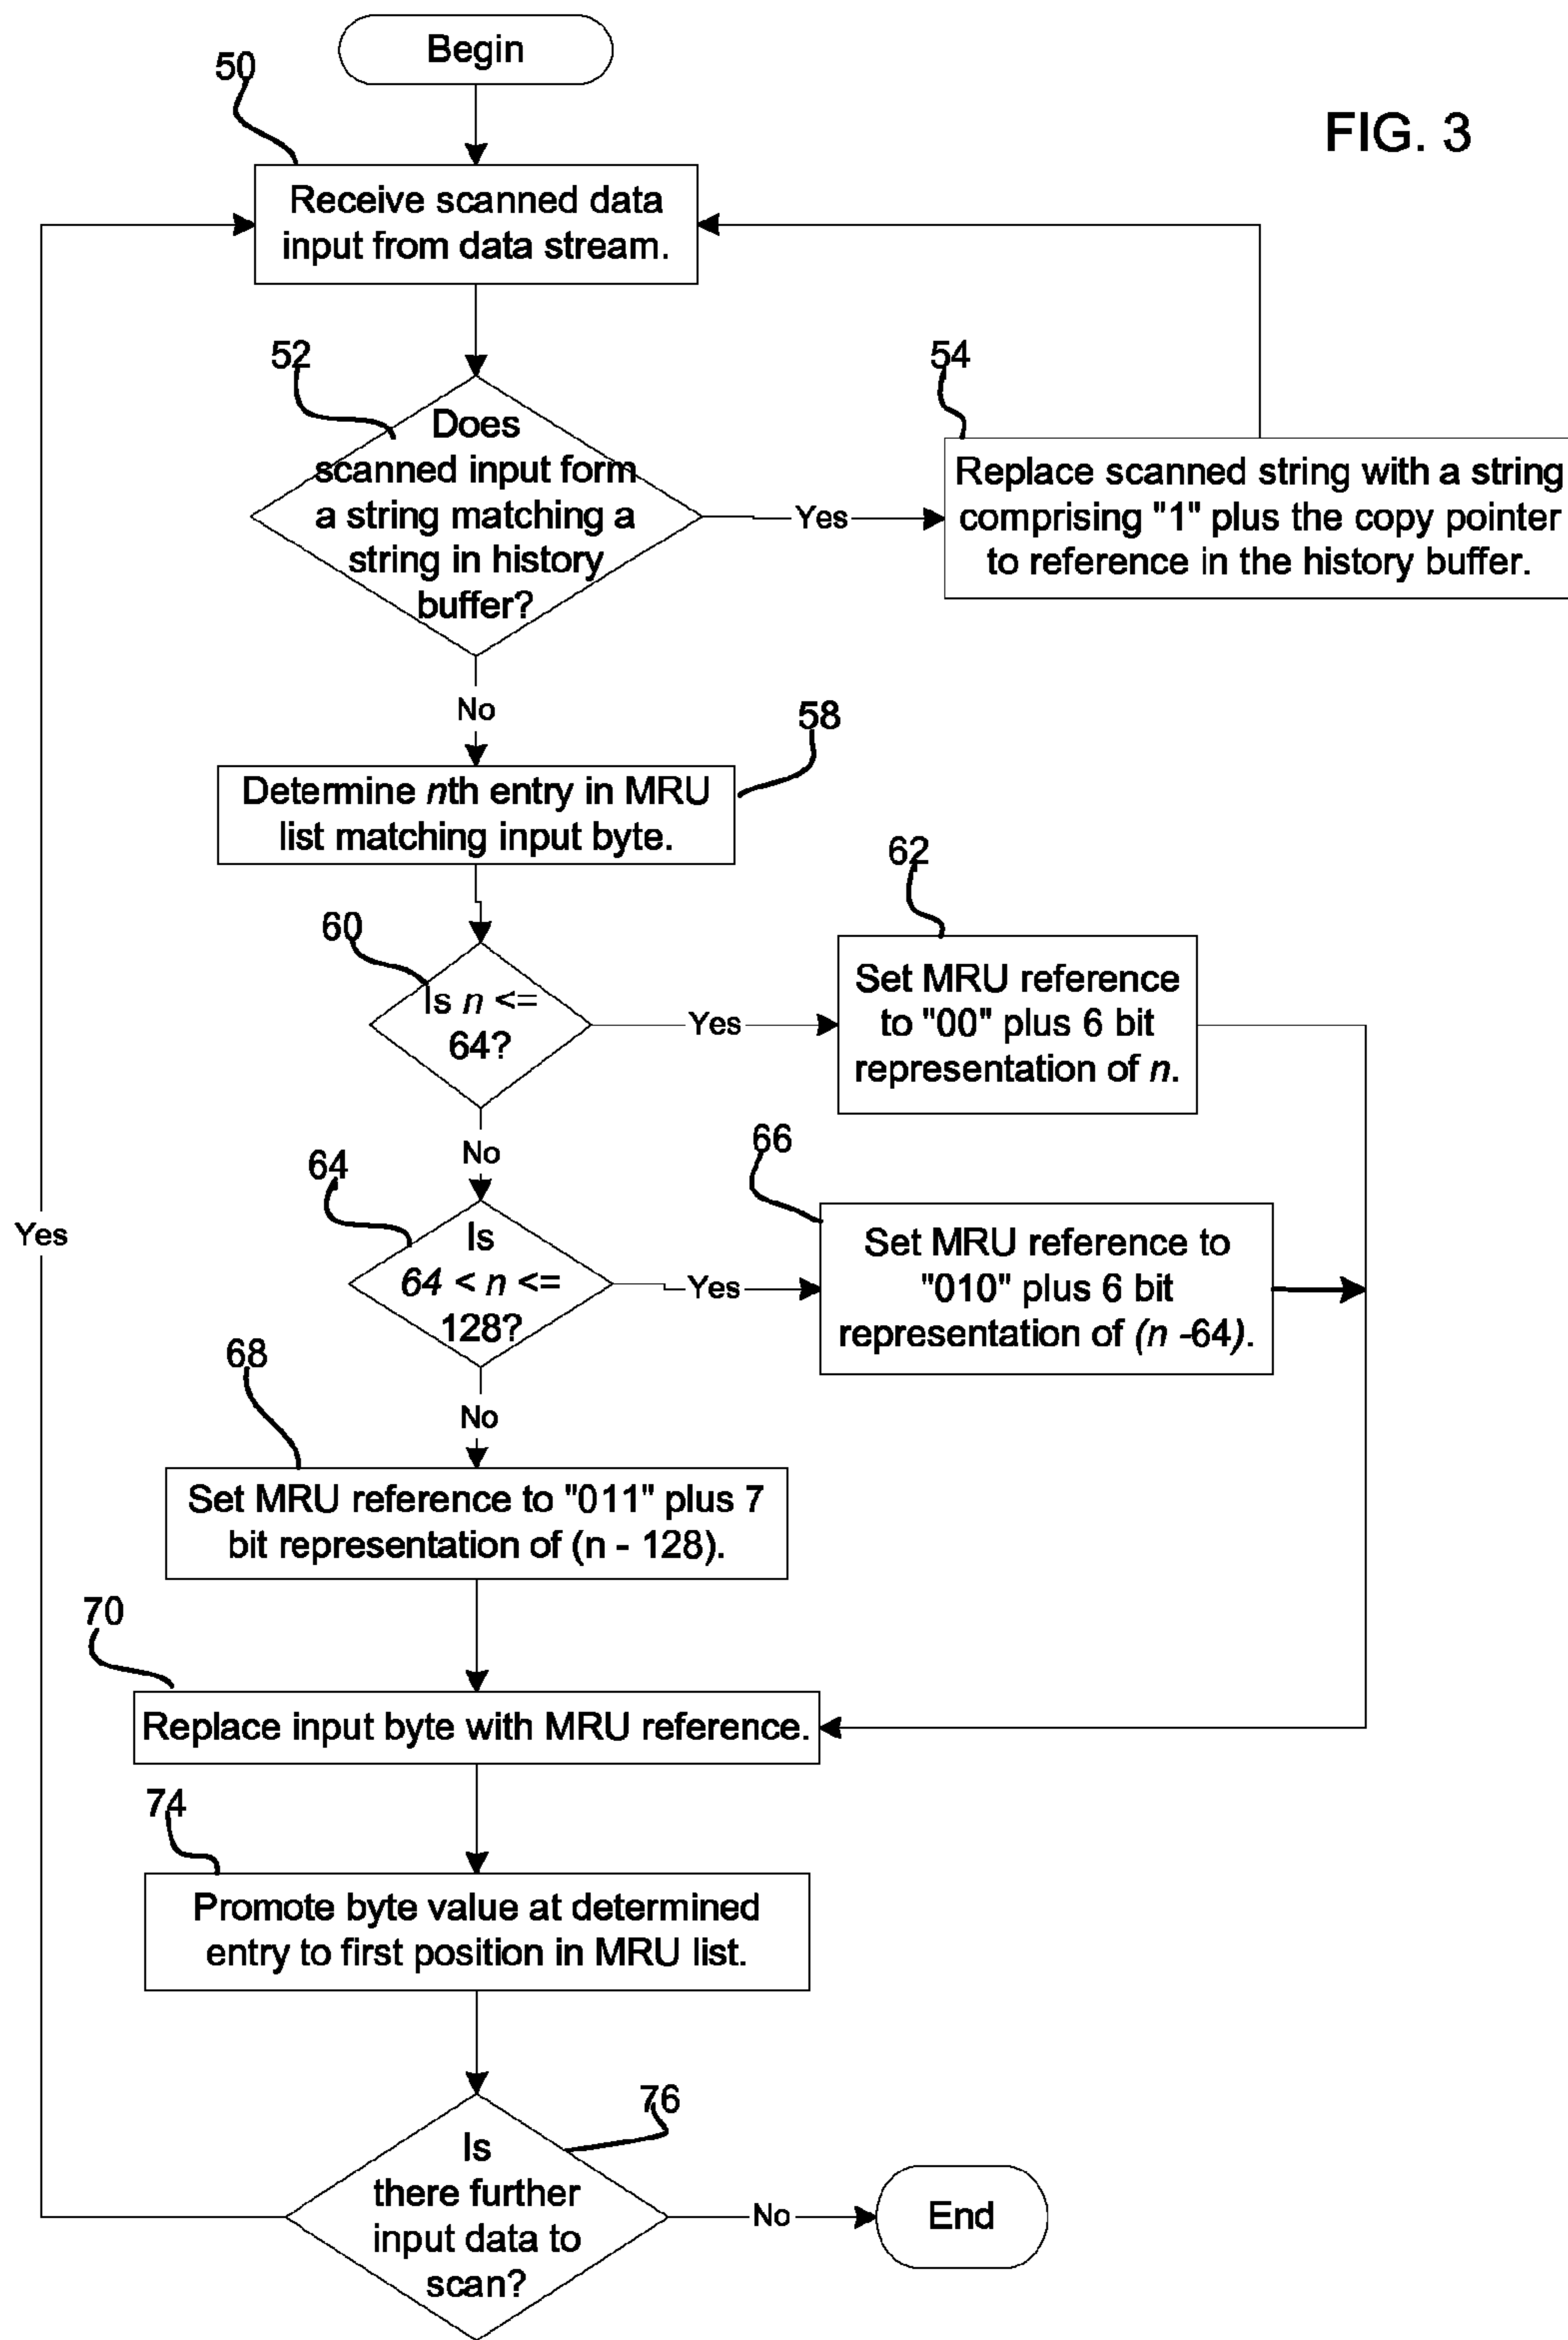 Begin
50
FIG. 3
Receive scanned data
input from data stream.
52
54
Does
scanned input form
a string matching a
string in history
buffer?
Yes
Replace scanned string with a string
comprising "1" plus the copy pointer
to reference in the history buffer.
No
58
Determine nth entry in MRU
list matching input byte.
62
60
Is n <=
64?
Yes
Set MRU reference
to "00" plus 6 bit
representation of n.
No
64
66
Yes
Is
64 < n <=
128?
Yes
Set MRU reference to
"010" plus 6 bit
representation of (n -64).
68
No
Set MRU reference to "011" plus 7
bit representation of (n - 128).
70
Replace input byte with MRU reference.
74
Promote byte value at determined
entry to first position in MRU list.
76
Is
there further
input data to
scan?
No
End